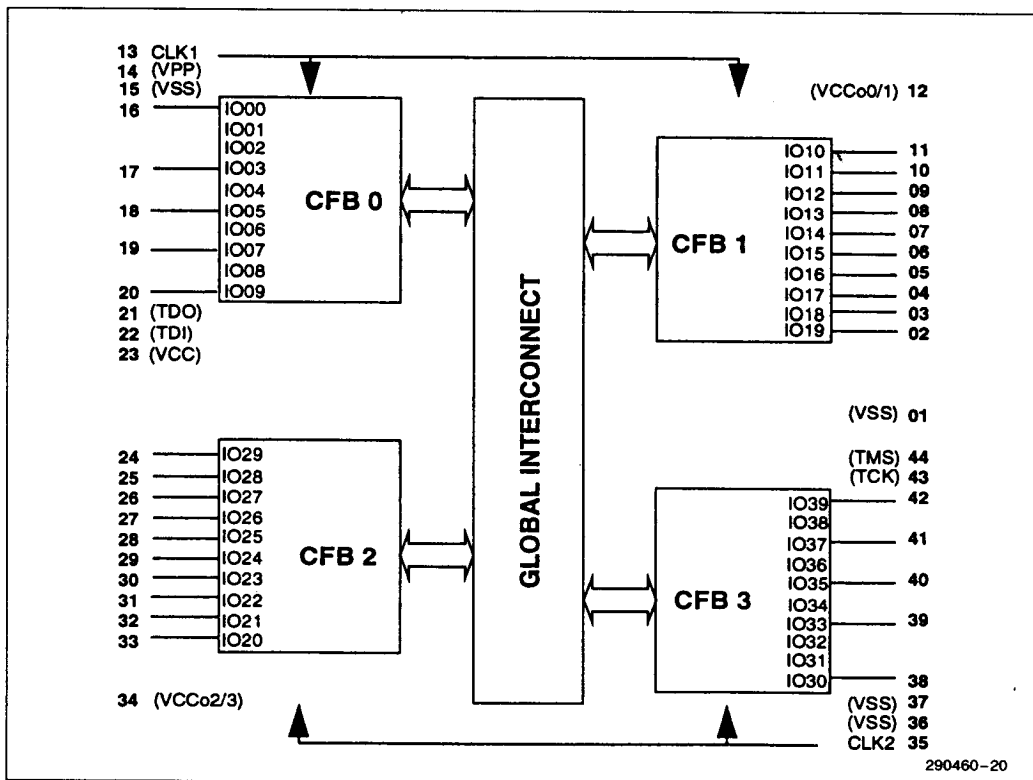 13 CLK1
14 (VPP)
15 (VSS)
16 IO00
IO01
IO02
17 IO03
IO04
18 IO05
IO06
19 IO07
IO08
20 IO09
CFB 0
21 (TDO)
22 (TDI)
23 (VCC)
24 IO29
25 IO28
26 IO27
27 IO26
28 IO25
29 IO24
30 IO23
31 IO22
32 IO21
33 IO20
CFB 2
34 (VCCo2/3)
GLOBAL INTERCONNECT
(VCCo0/1) 12
CFB 1
IO10 11
IO11 10
IO12 09
IO13 08
IO14 07
IO15 06
IO16 05
IO17 04
IO18 03
IO19 02
(VSS) 01
(TMS) 44
(TCK) 43
CFB 3
IO39 42
IO38
IO37 41
IO36
IO35 40
IO34
IO33 39
IO32
IO31
IO30 38
(VSS) 37
(VSS) 36
CLK2 35
290460-20